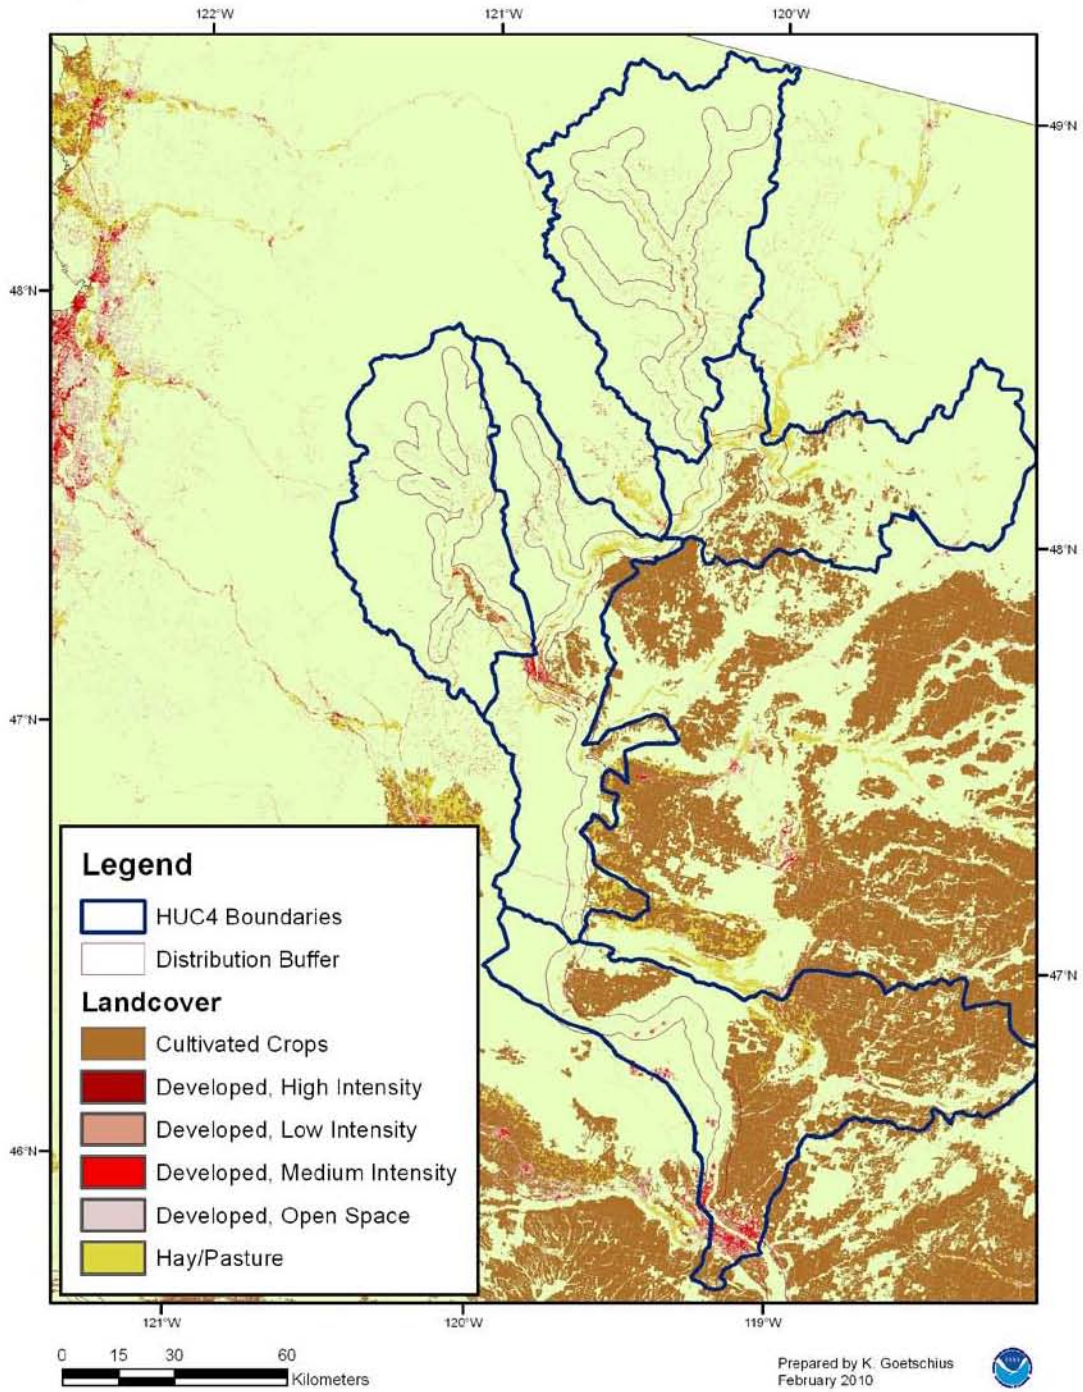 122°W 121°W 120°W
49°N
48°N
48°N
47°N
47°N
46°N
Legend
HUC4 Boundaries
Distribution Buffer
Landcover
Cultivated Crops
Developed, High Intensity
Developed, Low Intensity
Developed, Medium Intensity
Developed, Open Space
Hay/Pasture
121°W 120°W 119°W
0 15 30 60
Kilometers
Prepared by K. Goetschius
February 2010